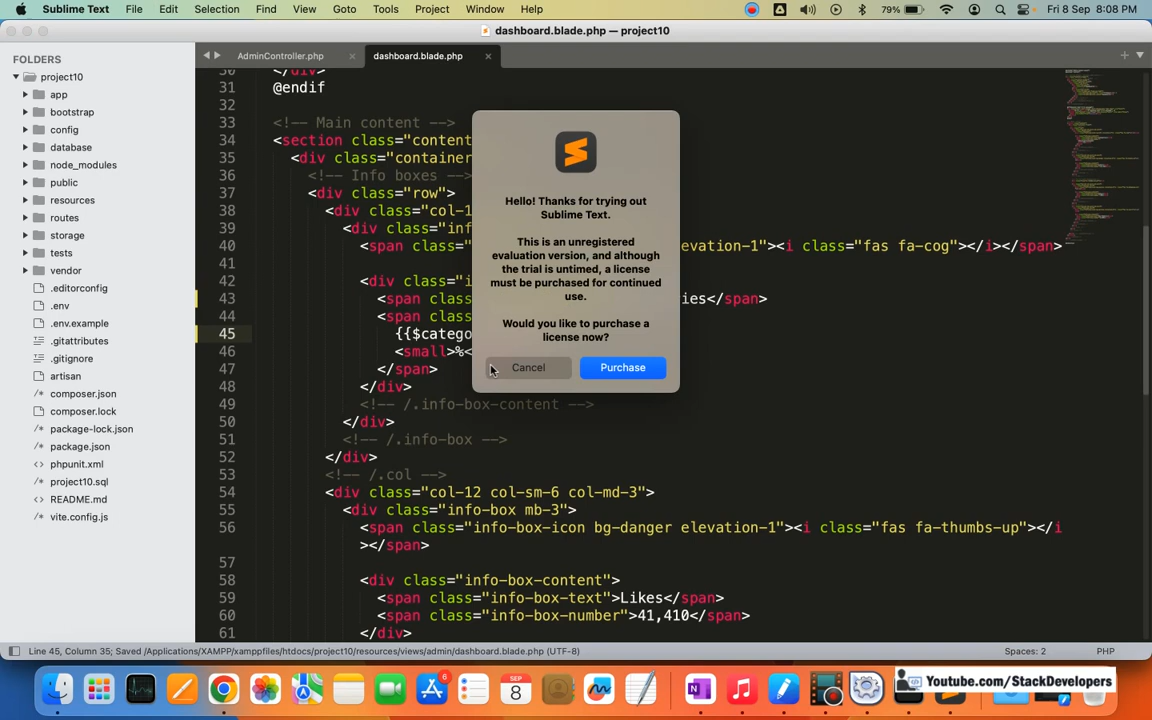 Sublime Text File Edit Selection Find View Goto Tools Project Window Help 79% Fri 8 Sep 8:08 PM
dashboard.blade.php — project10
FOLDERS
project10
app
bootstrap
config
database
node_modules
public
resources
routes
storage
tests
vendor
.editorconfig
.env
.env.example
.gitattributes
.gitignore
artisan
composer.json
composer.lock
package-lock.json
package.json
phpunit.xml
project10.sql
README.md
vite.config.js
AdminController.php dashboard.blade.php
30 </div>
31 @endif
32
33 <!-- Main content -->
34 <section class="content
35 <div class="container
36 <!-- Info boxes -->
37 <div class="row">
38 <div class="col-1
39 <div class="inf
40 <span class=" evation-1"><i class="fas fa-cog"></i></span>
41
42 <div class="i
43 <span class ies</span>
44 <span class
45 {{$catego
46 <small>%<
47 </span>
48 </div>
49 <!-- /.info-box-content -->
50 </div>
51 <!-- /.info-box -->
52 </div>
53 <!-- /.col -->
54 <div class="col-12 col-sm-6 col-md-3">
55 <div class="info-box mb-3">
56 <span class="info-box-icon bg-danger elevation-1"><i class="fas fa-thumbs-up"></i
></span>
57
58 <div class="info-box-content">
59 <span class="info-box-text">Likes</span>
60 <span class="info-box-number">41,410</span>
61 </div>
Hello! Thanks for trying out
Sublime Text.
This is an unregistered
evaluation version, and although
the trial is untimed, a license
must be purchased for continued
use.
Would you like to purchase a
license now?
Cancel Purchase
Line 45, Column 35; Saved /Applications/XAMPP/xamppfiles/htdocs/project10/resources/views/admin/dashboard.blade.php (UTF-8) Spaces: 2 PHP
SEP
8
6
Youtube.com/StackDevelopers